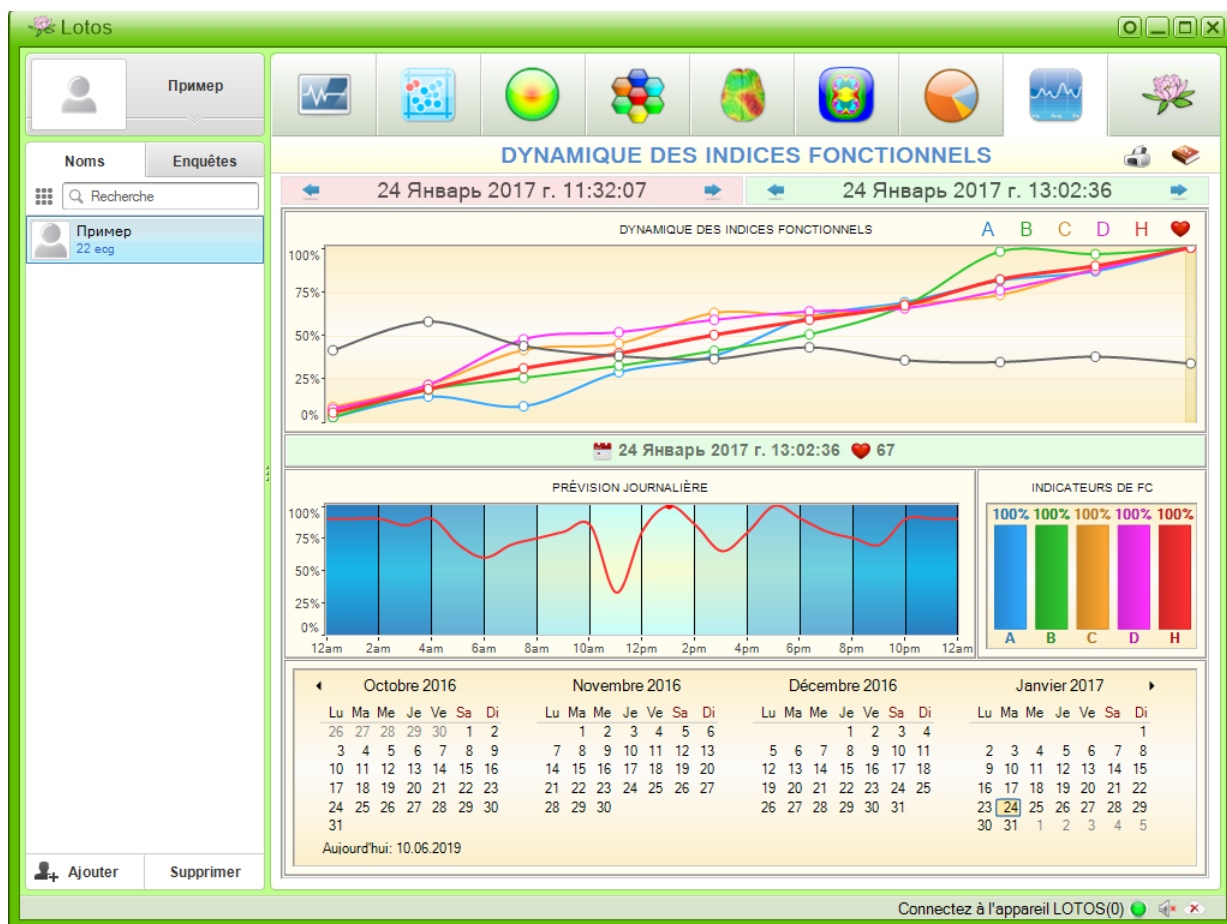 Lotos
Пример
Noms Enquêtes
Recherche
Пример
22 ecg
Ajouter Supprimer
DYNAMIQUE DES INDICES FONCTIONNELS
24 Январь 2017 г. 11:32:07 24 Январь 2017 г. 13:02:36
DYNAMIQUE DES INDICES FONCTIONNELS A B C D H
100%
75%
50%
25%
0%
24 Январь 2017 г. 13:02:36 67
PRÉVISION JOURNALIÈRE
100%
75%
50%
25%
0%
12am 2am 4am 6am 8am 10am 12pm 2pm 4pm 6pm 8pm 10pm 12am
INDICATEURS DE FC
100% 100% 100% 100% 100%
A B C D H
Octobre 2016
Lu Ma Me Je Ve Sa Di
26 27 28 29 30 1 2
3 4 5 6 7 8 9
10 11 12 13 14 15 16
17 18 19 20 21 22 23
24 25 26 27 28 29 30
31
Novembre 2016
Lu Ma Me Je Ve Sa Di
1 2 3 4 5 6
7 8 9 10 11 12 13
14 15 16 17 18 19 20
21 22 23 24 25 26 27
28 29 30
Décembre 2016
Lu Ma Me Je Ve Sa Di
1 2 3 4
5 6 7 8 9 10 11
12 13 14 15 16 17 18
19 20 21 22 23 24 25
26 27 28 29 30 31
Janvier 2017
Lu Ma Me Je Ve Sa Di
1
2 3 4 5 6 7 8
9 10 11 12 13 14 15
16 17 18 19 20 21 22
23 24 25 26 27 28 29
30 31 1 2 3 4 5
Aujourd'hui: 10.06.2019
Connectez à l'appareil LOTOS(0)